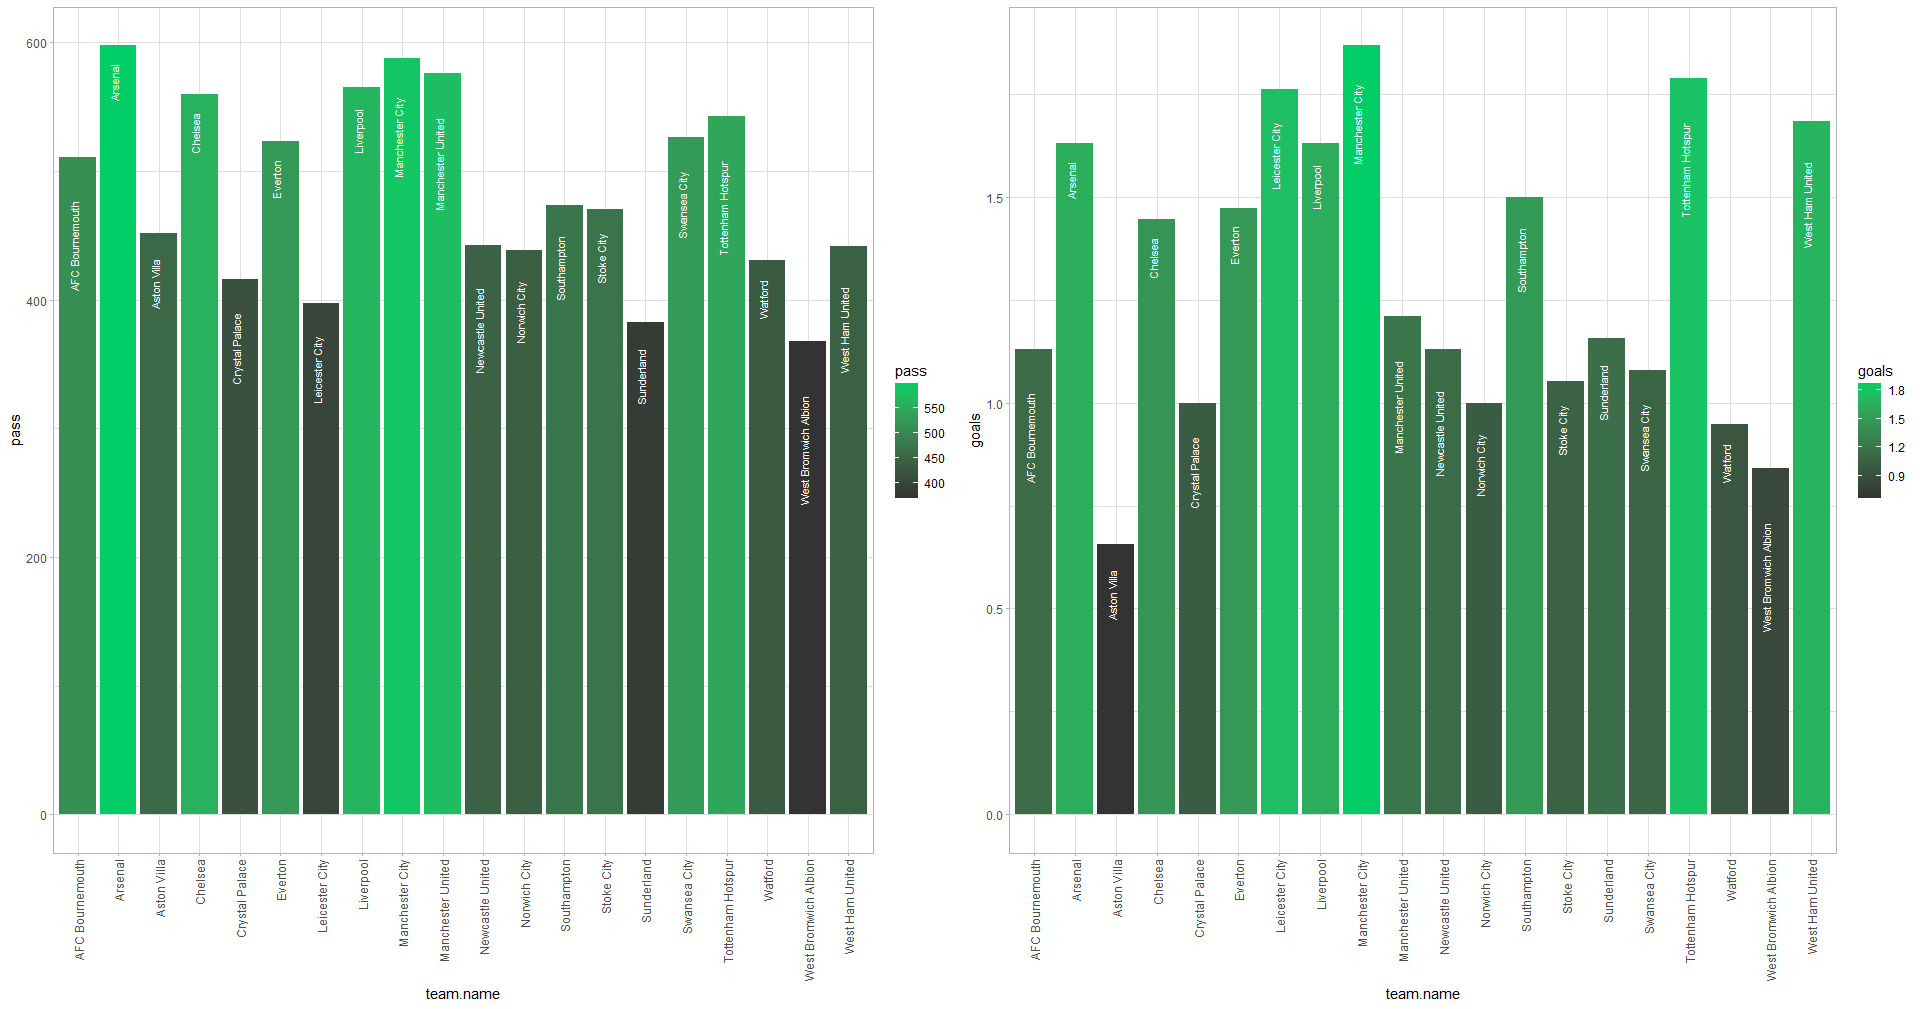 pass
600
400
200
0
AFC Bournemouth
Arsenal
Aston Villa
Chelsea
Crystal Palace
Everton
Leicester City
Liverpool
Manchester City
Manchester United
Newcastle United
Norwich City
Southampton
Stoke City
Sunderland
Swansea City
Tottenham Hotspur
Watford
West Bromwich Albion
West Ham United
AFC Bournemouth
Arsenal
Aston Villa
Chelsea
Crystal Palace
Everton
Leicester City
Liverpool
Manchester City
Manchester United
Newcastle United
Norwich City
Southampton
Stoke City
Sunderland
Swansea City
Tottenham Hotspur
Watford
West Bromwich Albion
West Ham United
team.name
pass
550
500
450
400
goals
1.5
1.0
0.5
0.0
AFC Bournemouth
Arsenal
Aston Villa
Chelsea
Crystal Palace
Everton
Leicester City
Liverpool
Manchester City
Manchester United
Newcastle United
Norwich City
Southampton
Stoke City
Sunderland
Swansea City
Tottenham Hotspur
Watford
West Bromwich Albion
West Ham United
AFC Bournemouth
Arsenal
Aston Villa
Chelsea
Crystal Palace
Everton
Leicester City
Liverpool
Manchester City
Manchester United
Newcastle United
Norwich City
Southampton
Stoke City
Sunderland
Swansea City
Tottenham Hotspur
Watford
West Bromwich Albion
West Ham United
team.name
goals
1.8
1.5
1.2
0.9